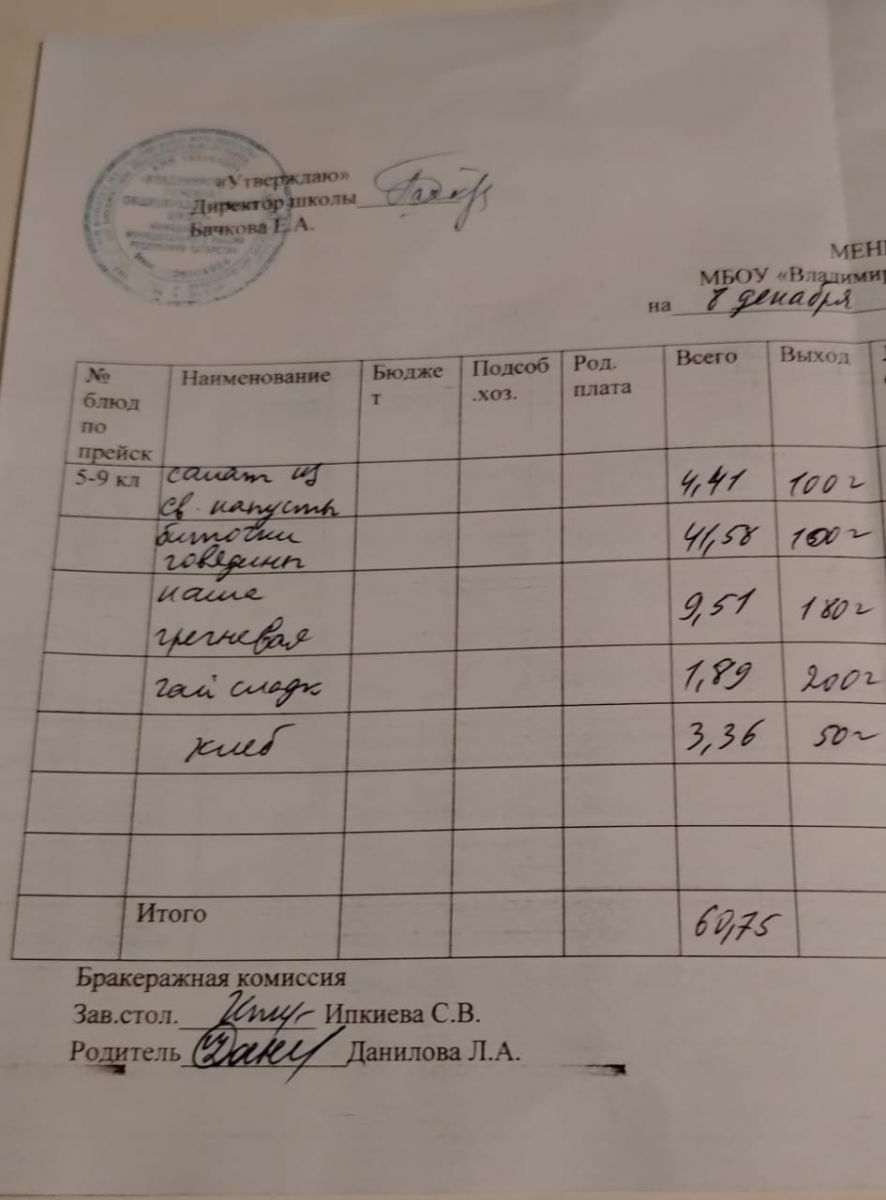 «Утверждаю»
Директор школы
Бачкова Е.А.
МЕН
МБОУ «Владимир
на 8 декабря
№ блюд по прейск Наименование Бюджет Подсоб.хоз. Род. плата Всего Выход
5-9 кл салат из св. капусты 4,41 100г
биточки говядины 41,58 100г
каша гречневая 9,51 180г
чай сладк 1,89 200г
хлеб 3,36 50г
Итого 60,75
Бракеражная комиссия
Зав.стол. Ипкиева С.В.
Родитель Данилова Л.А.